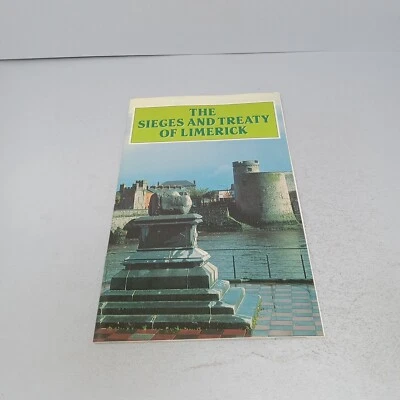 THE
SIEGES AND TREATY
OF LIMERICK